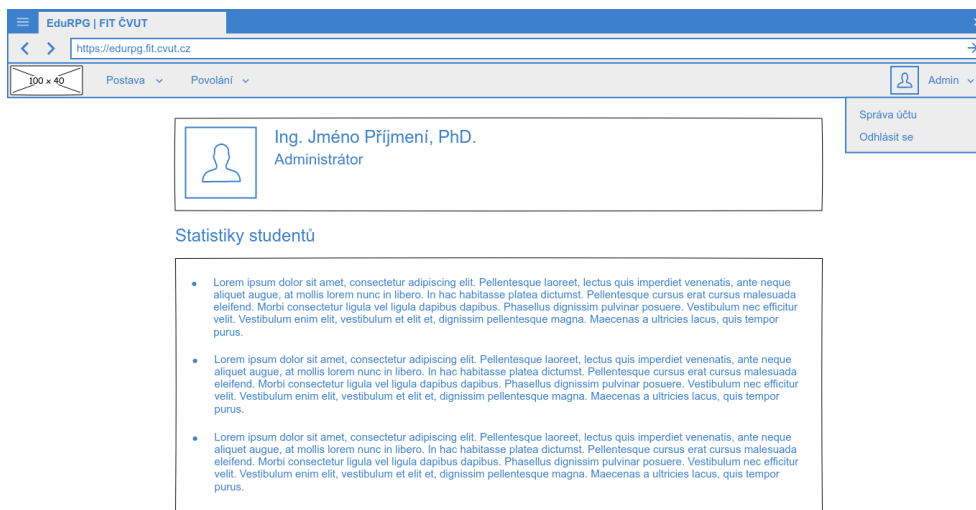 EduRPG | FIT ČVUT
https://edurpg.fit.cvut.cz
100 x 40
Postava
Povolání
Admin
Správa účtu
Odhlásit se
Ing. Jméno Příjmení, PhD.
Administrátor
Statistiky studentů
Lorem ipsum dolor sit amet, consectetur adipiscing elit. Pellentesque laoreet, lectus quis imperdiet venenatis, ante neque
aliquet augue, at mollis lorem nunc in libero. In hac habitasse platea dictumst. Pellentesque cursus erat cursus malesuada
eleifend. Morbi consectetur ligula vel ligula dapibus dapibus. Phasellus dignissim pulvinar posuere. Vestibulum nec efficitur
velit. Vestibulum enim elit, vestibulum et elit et, dignissim pellentesque magna. Maecenas a ultricies lacus, quis tempor
purus.
Lorem ipsum dolor sit amet, consectetur adipiscing elit. Pellentesque laoreet, lectus quis imperdiet venenatis, ante neque
aliquet augue, at mollis lorem nunc in libero. In hac habitasse platea dictumst. Pellentesque cursus erat cursus malesuada
eleifend. Morbi consectetur ligula vel ligula dapibus dapibus. Phasellus dignissim pulvinar posuere. Vestibulum nec efficitur
velit. Vestibulum enim elit, vestibulum et elit et, dignissim pellentesque magna. Maecenas a ultricies lacus, quis tempor
purus.
Lorem ipsum dolor sit amet, consectetur adipiscing elit. Pellentesque laoreet, lectus quis imperdiet venenatis, ante neque
aliquet augue, at mollis lorem nunc in libero. In hac habitasse platea dictumst. Pellentesque cursus erat cursus malesuada
eleifend. Morbi consectetur ligula vel ligula dapibus dapibus. Phasellus dignissim pulvinar posuere. Vestibulum nec efficitur
velit. Vestibulum enim elit, vestibulum et elit et, dignissim pellentesque magna. Maecenas a ultricies lacus, quis tempor
purus.